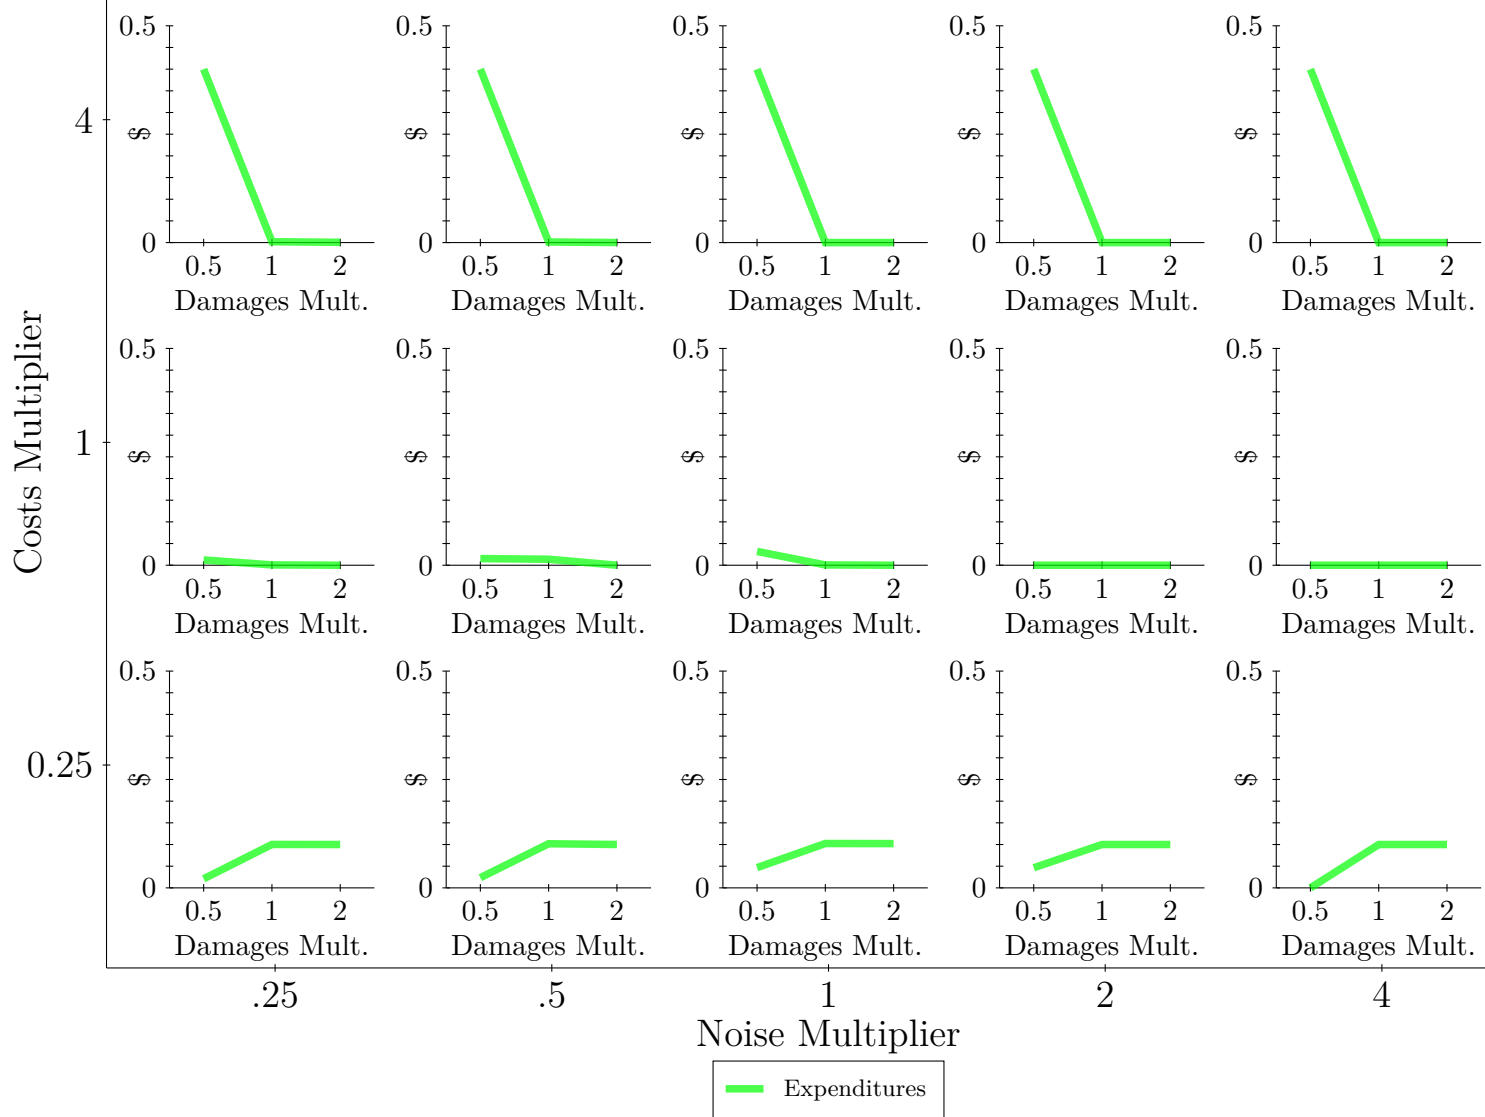 0.5 0.5 0.5 0.5 0.5
4 $ $ $ $ $
0 0 0 0 0
0.5 1 2 0.5 1 2 0.5 1 2 0.5 1 2 0.5 1 2
Damages Mult. Damages Mult. Damages Mult. Damages Mult. Damages Mult.
0.5 0.5 0.5 0.5 0.5
Costs Multiplier
1 $ $ $ $ $
0 0 0 0 0
0.5 1 2 0.5 1 2 0.5 1 2 0.5 1 2 0.5 1 2
Damages Mult. Damages Mult. Damages Mult. Damages Mult. Damages Mult.
0.5 0.5 0.5 0.5 0.5
0.25 $ $ $ $ $
0 0 0 0 0
0.5 1 2 0.5 1 2 0.5 1 2 0.5 1 2 0.5 1 2
Damages Mult. Damages Mult. Damages Mult. Damages Mult. Damages Mult.
.25 .5 1 2 4
Noise Multiplier
Expenditures